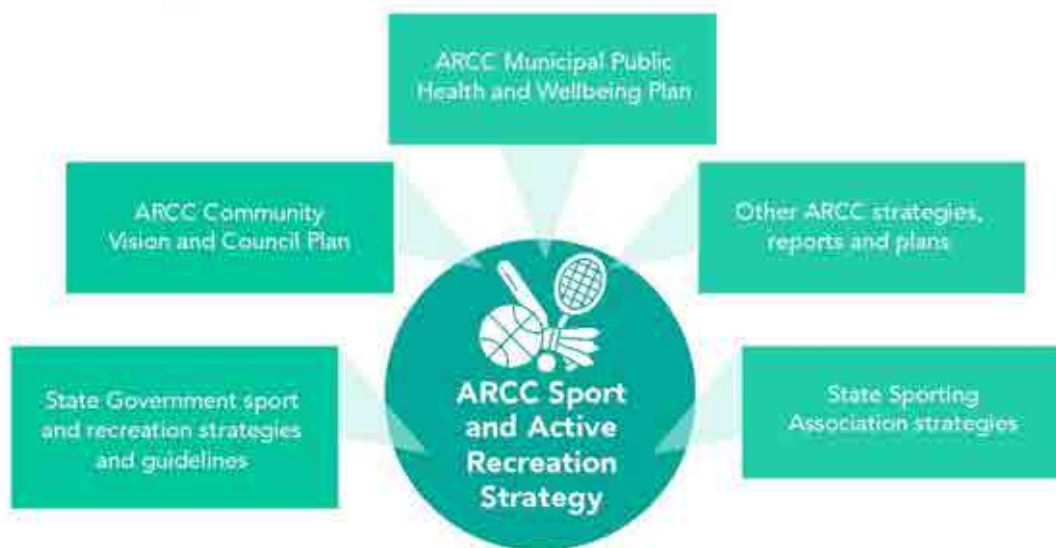 ARCC Municipal Public
Health and Wellbeing Plan
ARCC Community
Vision and Council Plan
Other ARCC strategies,
reports and plans
State Government sport
and recreation strategies
and guidelines
ARCC Sport
and Active
Recreation
Strategy
State Sporting
Association strategies